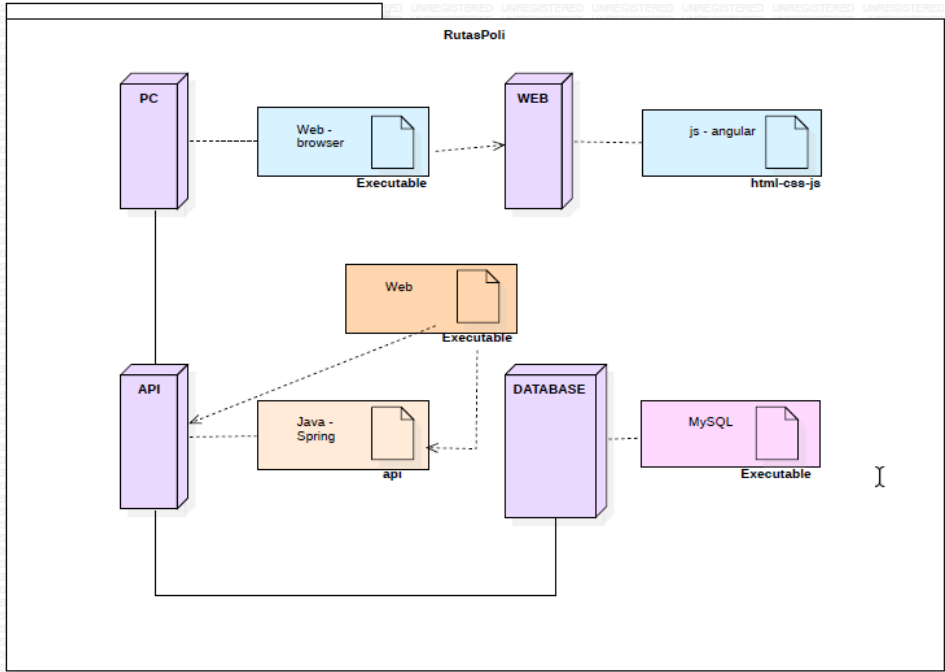 UNREGISTERED UNREGISTERED UNREGISTERED UNREGISTERED UNREGISTERED UNREGISTERED
RutasPoli
PC
Web -
browser
Executable
WEB
js - angular
html-css-js
Web
Executable
API
Java -
Spring
api
DATABASE
MySQL
Executable